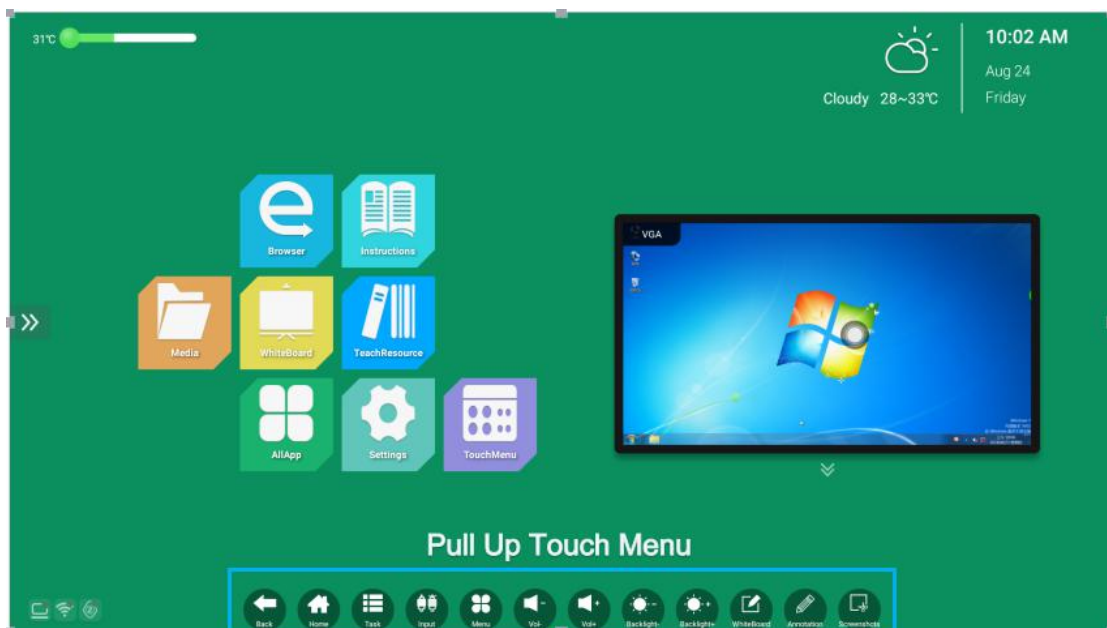 31℃
10:02 AM
Aug 24
Cloudy 28~33℃
Friday
VGA
Browser
Instructions
Media
WhiteBoard
TeachResource
AllApp
Settings
TouchMenu
Pull Up Touch Menu
Back
Home
Task
Input
Menu
Vol-
Vol+
Backlight-
Backlight+
WhiteBoard
Annotation
Screenshots